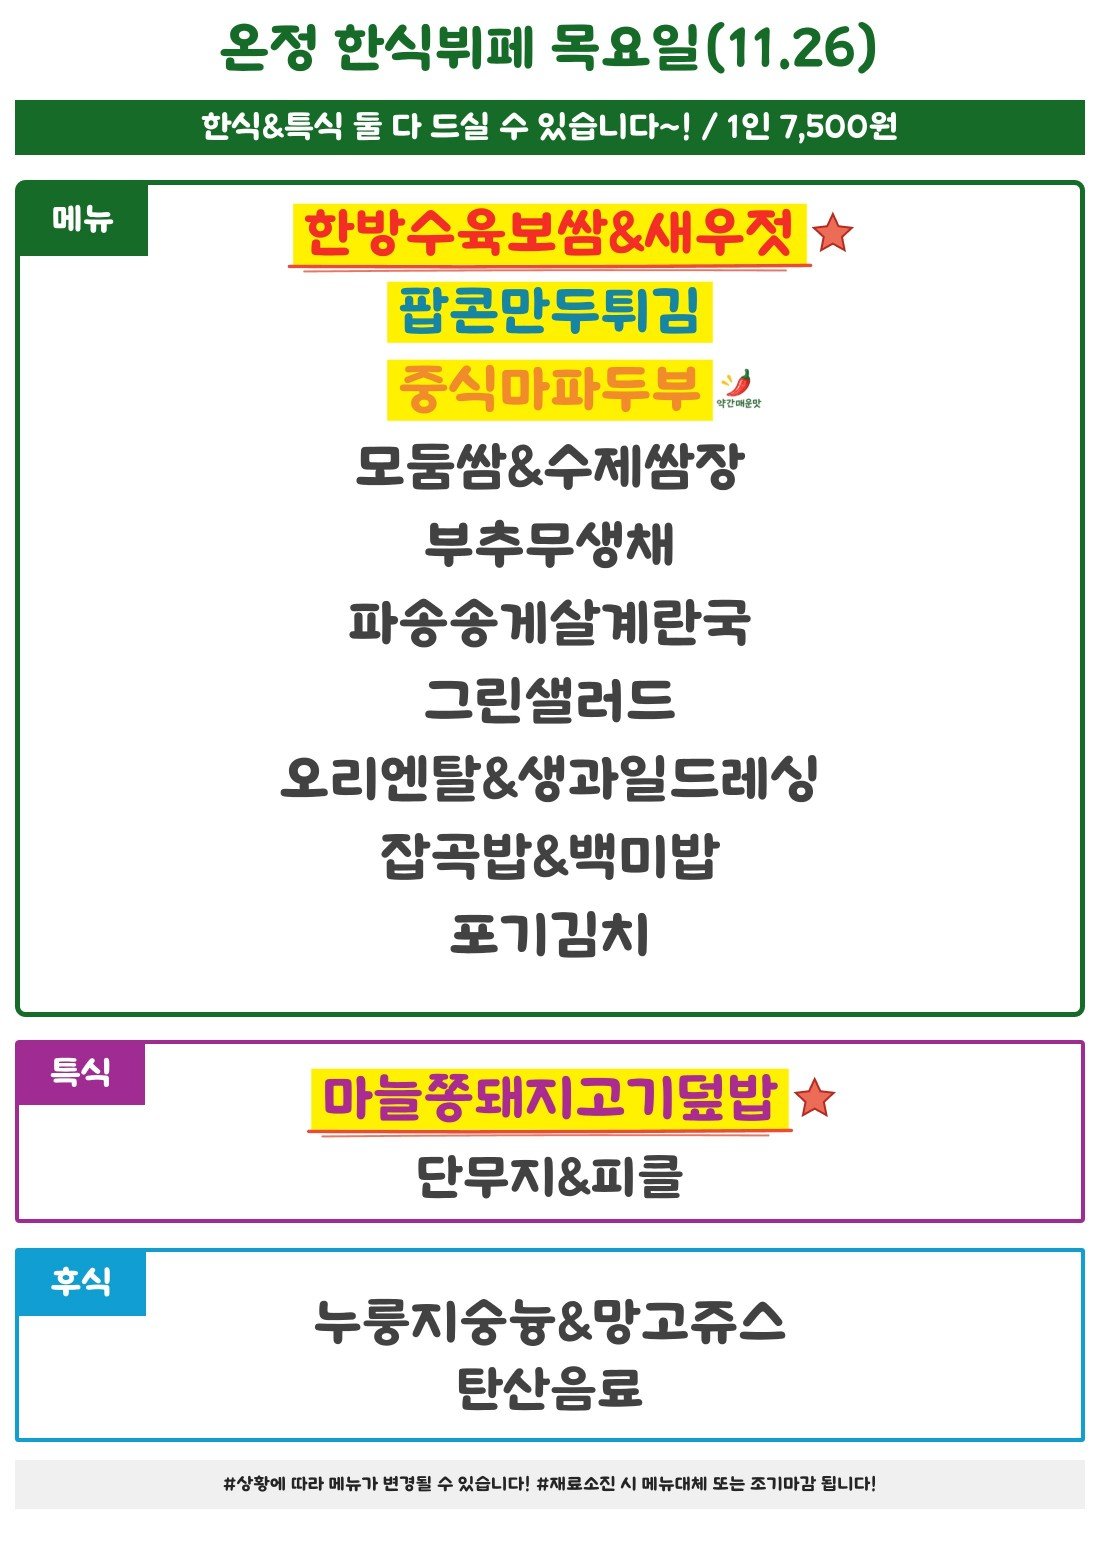 온정 한식뷔페 목요일(11.26)
한식&특식 둘 다 드실 수 있습니다~! / 1인 7,500원
메뉴
한방수육보쌈&새우젓
팝콘만두튀김
중식마파두부
약간매운맛
모둠쌈&수제쌈장
부추무생채
파송송게살계란국
그린샐러드
오리엔탈&생과일드레싱
잡곡밥&백미밥
포기김치
특식
마늘쫑돼지고기덮밥
단무지&피클
후식
누룽지숭늉&망고쥬스
탄산음료
#상황에 따라 메뉴가 변경될 수 있습니다! #재료소진 시 메뉴대체 또는 조기마감 됩니다!